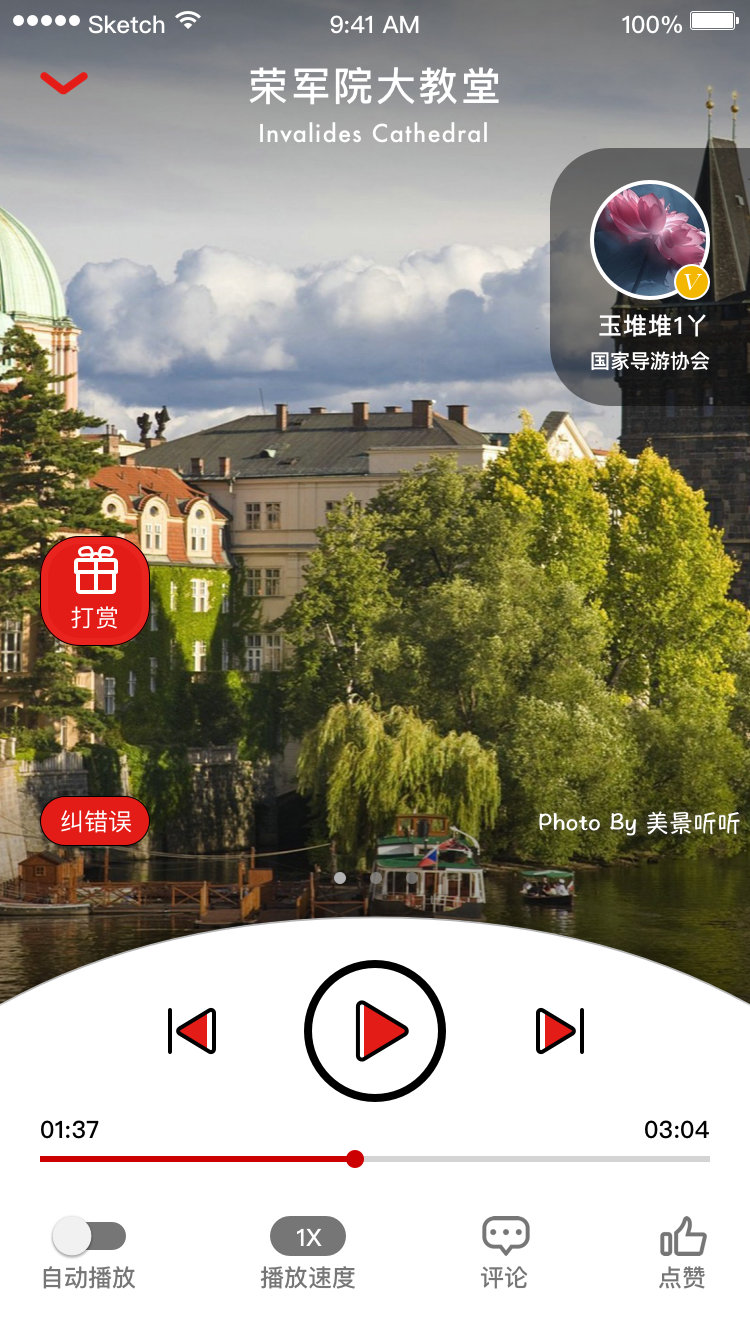 Sketch 9:41 AM 100%
荣军院大教堂
Invalides Cathedral
V
玉堆堆1丫
国家导游协会
打赏
纠错误
Photo By 美景听听
01:37 03:04
1X
自动播放 播放速度 评论 点赞